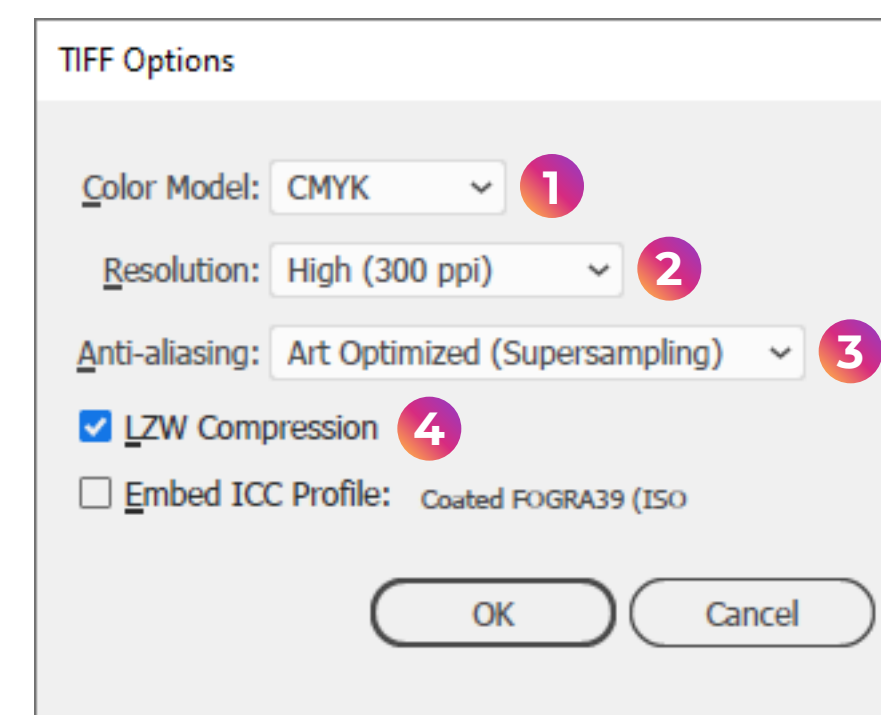 TIFF Options
Color Model: CMYK 1
Resolution: High (300 ppi) 2
Anti-aliasing: Art Optimized (Supersampling) 3
LZW Compression 4
Embed ICC Profile: Coated FOGRA39 (ISO
OK Cancel